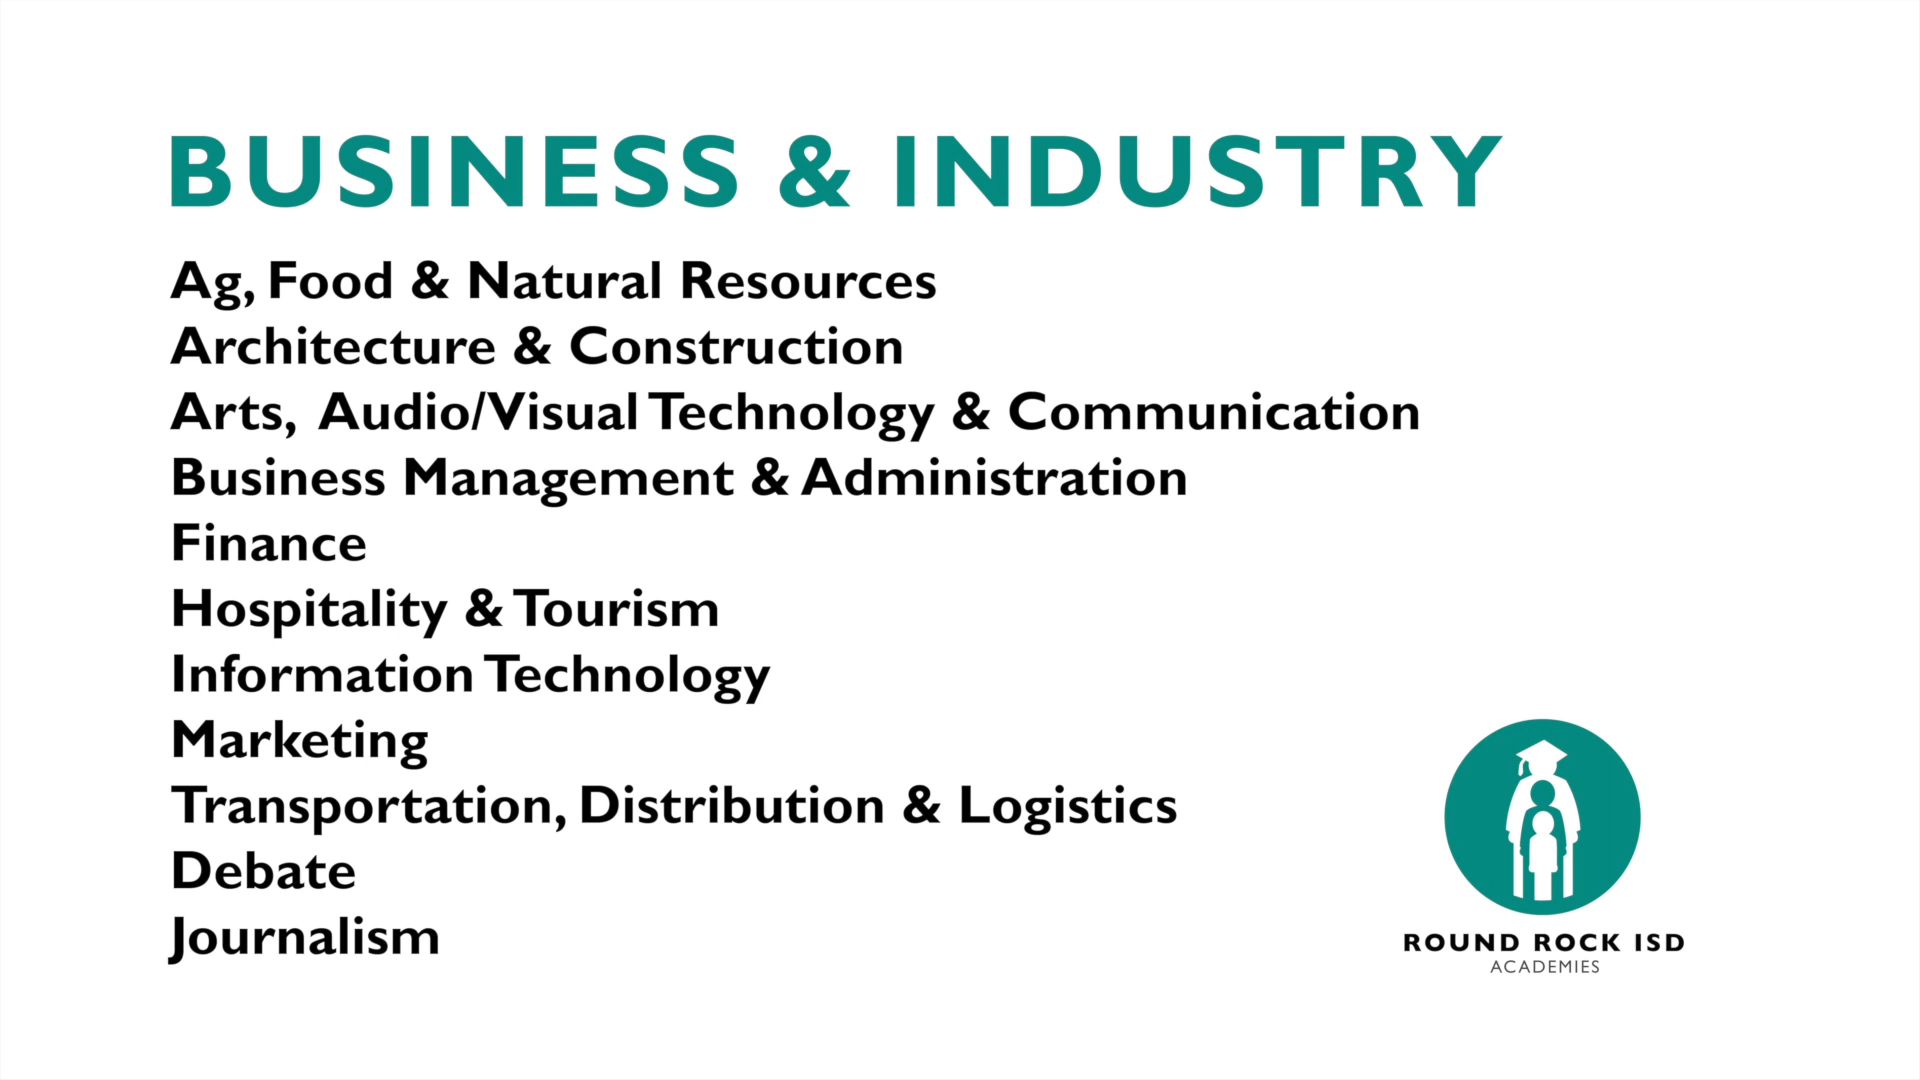 BUSINESS & INDUSTRY
Ag, Food & Natural Resources
Architecture & Construction
Arts, Audio/Visual Technology & Communication
Business Management & Administration
Finance
Hospitality & Tourism
Information Technology
Marketing
Transportation, Distribution & Logistics
Debate
Journalism
ROUND ROCK ISD
ACADEMIES